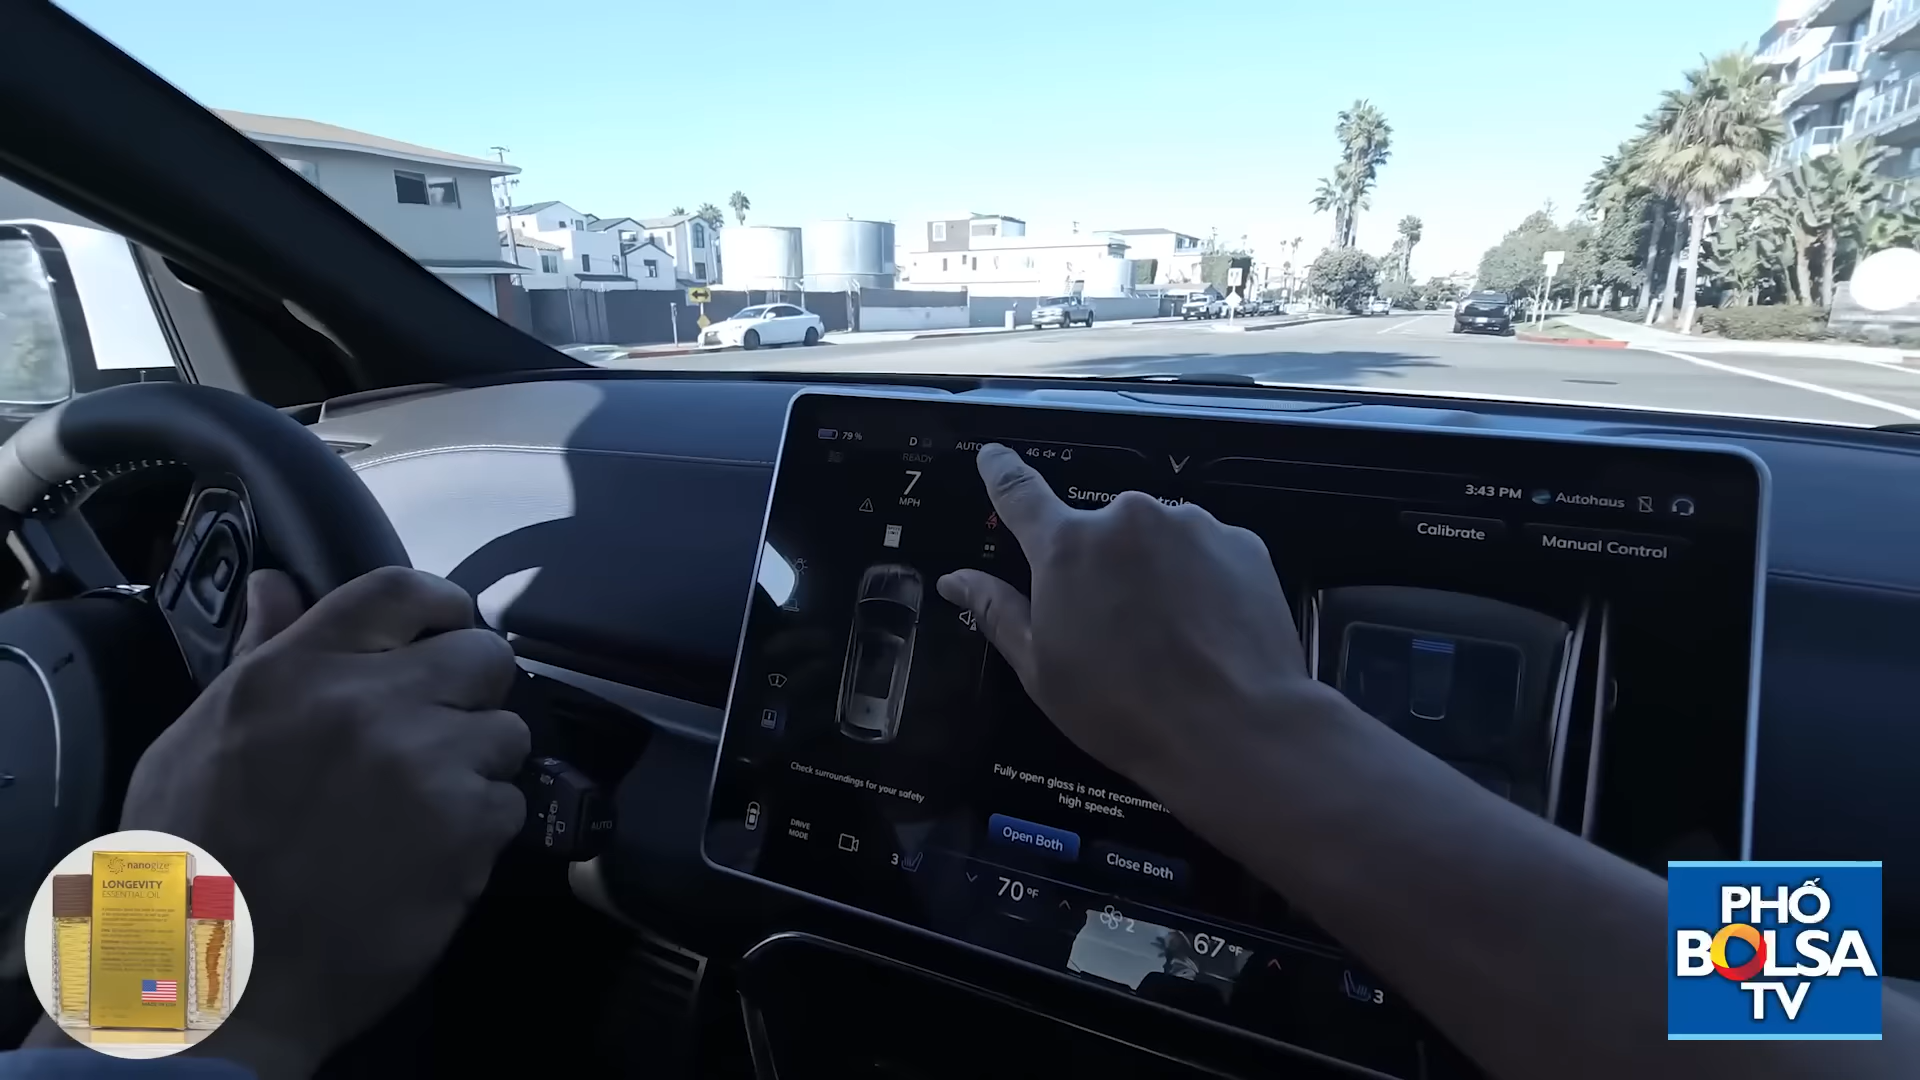 79%
D
READY
7
MPH
AUTO
4G
3:43 PM
Autohaus
Calibrate
Manual Control
Check surroundings for your safety
Fully open glass is not
high speeds.
Open Both
Close Both
DRIVE
MODE
3
70°F
2
67°F
3
AUTO
nanogize
LONGEVITY
ESSENTIAL OIL
PHỐ
BOLSA
TV